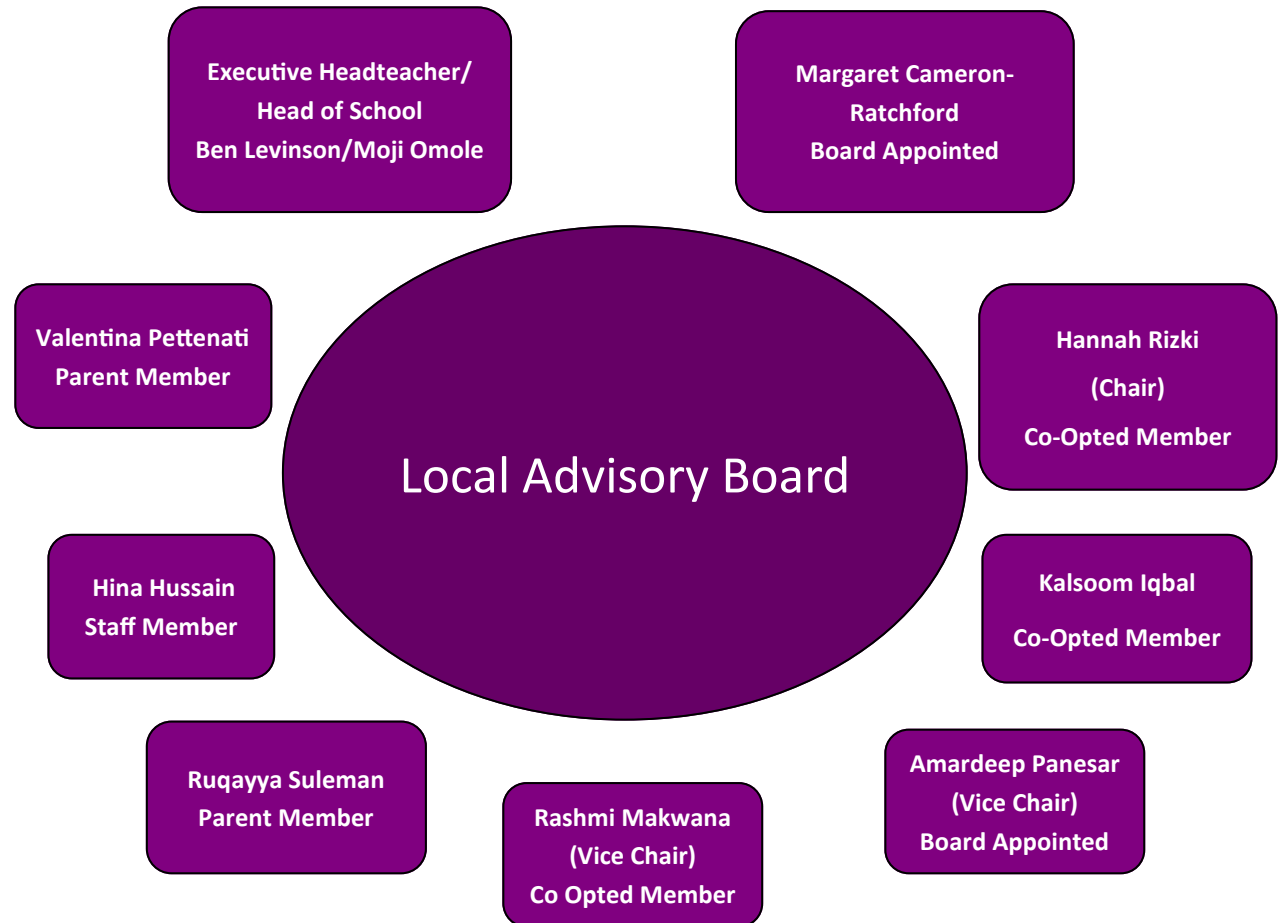 Executive Headteacher/
Head of School
Ben Levinson/Moji Omole
Margaret Cameron-
Ratchford
Board Appointed
Valentina Pettenati
Parent Member
Hannah Rizki
(Chair)
Co-Opted Member
Local Advisory Board
Hina Hussain
Staff Member
Kalsoom Iqbal
Co-Opted Member
Ruqayya Suleman
Parent Member
Rashmi Makwana
(Vice Chair)
Co Opted Member
Amardeep Panesar
(Vice Chair)
Board Appointed